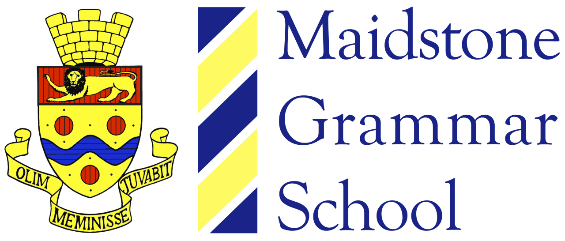 Maidstone
Grammar
School
OLIM
MEMINISSE
JUVABIT